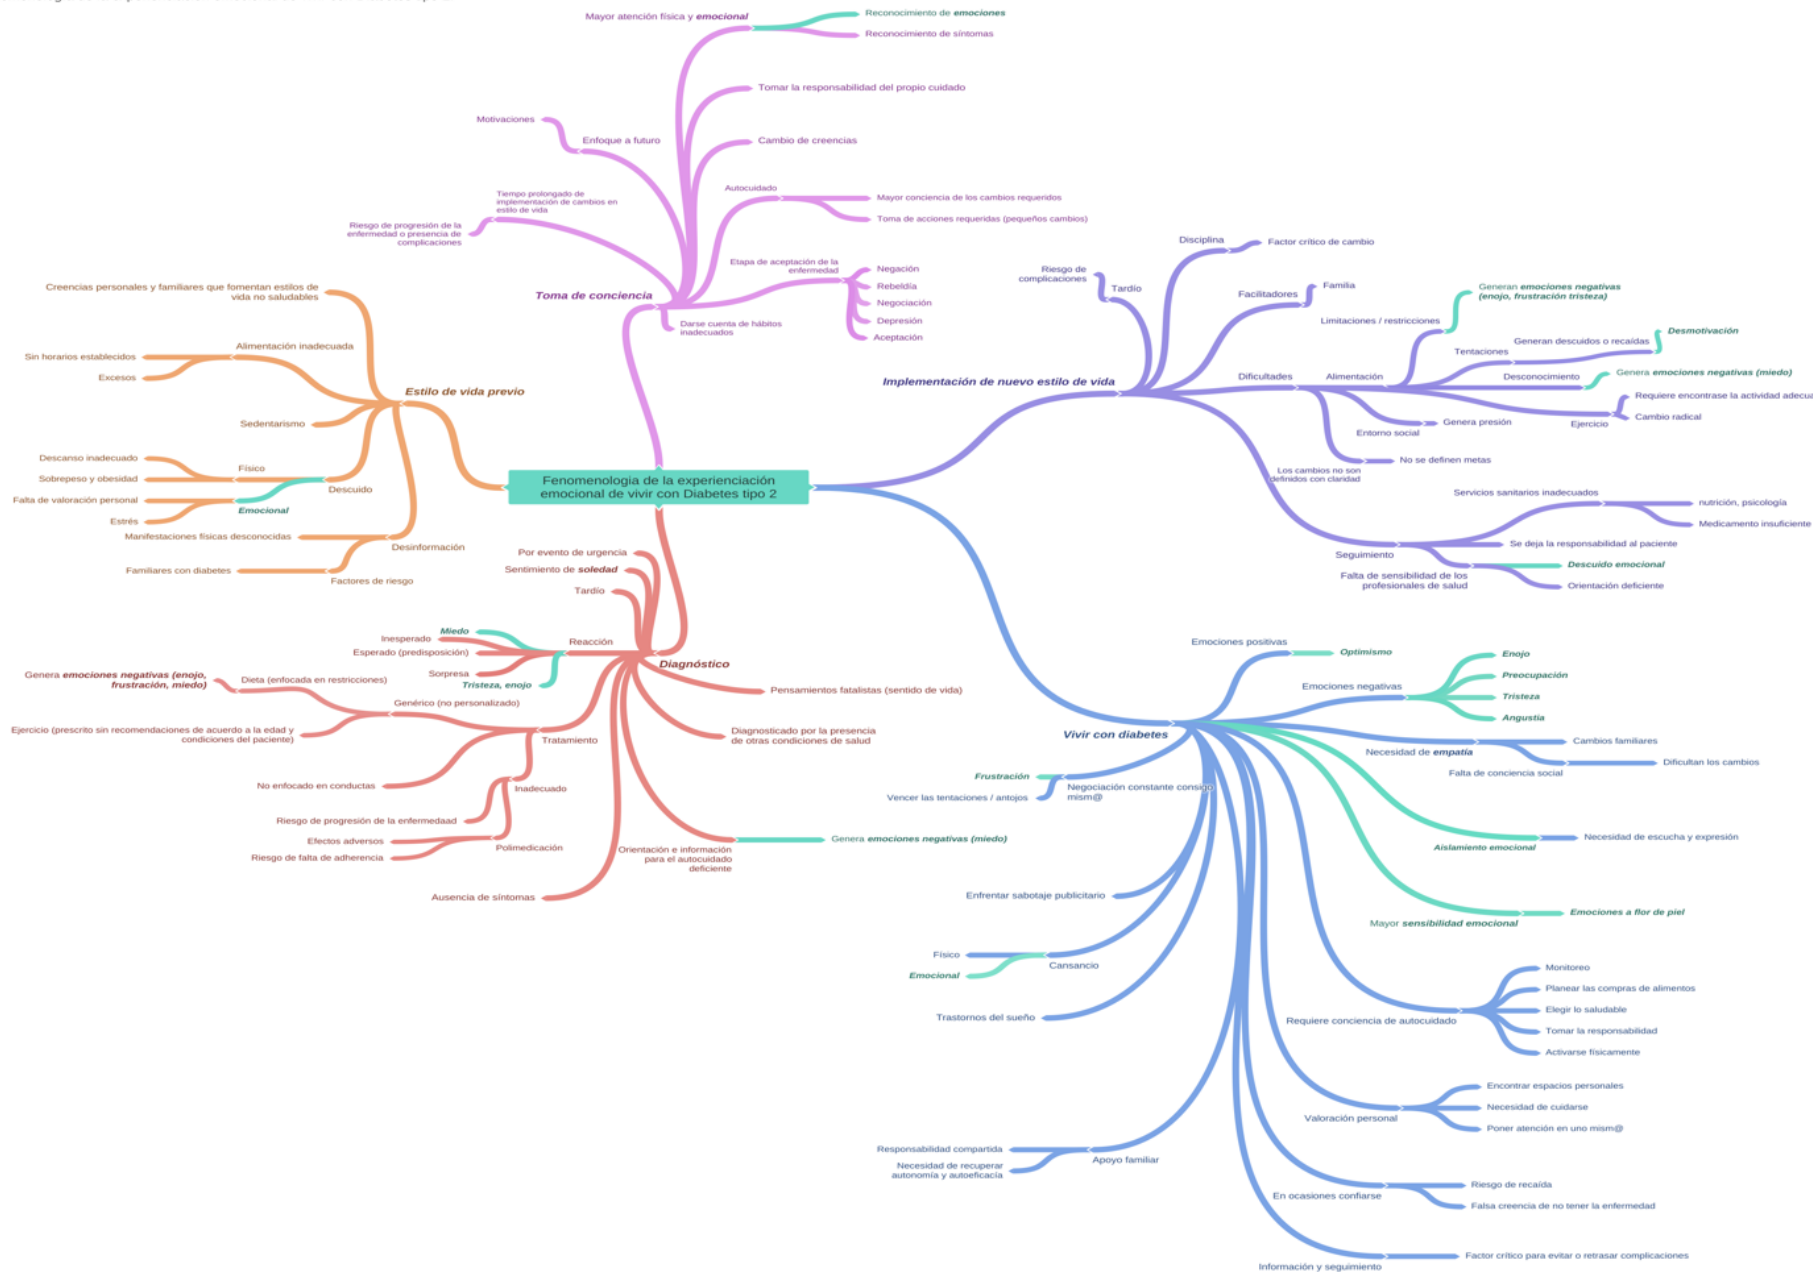 Mayor atención física y emocional
Reconocimiento de emociones
Reconocimiento de síntomas
Tomar la responsabilidad del propio cuidado
Motivaciones
Enfoque a futuro
Cambio de creencias
Tiempo prolongado de
implementación de cambios en
estilo de vida
Riesgo de progresión de la
enfermedad o presencia de
complicaciones
Autocuidado
Mayor conciencia de los cambios requeridos
Toma de acciones requeridas (pequeños cambios)
Etapa de aceptación de la
enfermedad
Negación
Rebeldía
Negociación
Depresión
Aceptación
Toma de conciencia
Darse cuenta de hábitos
inadecuados
Creencias personales y familiares que fomentan estilos de
vida no saludables
Alimentación inadecuada
Sin horarios establecidos
Excesos
Estilo de vida previo
Sedentarismo
Descanso inadecuado
Físico
Sobrepeso y obesidad
Descuido
Falta de valoración personal
Emocional
Estrés
Manifestaciones físicas desconocidas
Desinformación
Familiares con diabetes
Factores de riesgo
Fenomenologia de la experienciación
emocional de vivir con Diabetes tipo 2
Disciplina
Factor crítico de cambio
Riesgo de
complicaciones
Tardío
Facilitadores
Familia
Generan emociones negativas
(enojo, frustración tristeza)
Limitaciones / restricciones
Desmotivación
Generan descuidos o recaídas
Tentaciones
Implementación de nuevo estilo de vida
Dificultades
Alimentación
Desconocimiento
Genera emociones negativas (miedo)
Requiere encontrase la actividad adecua
Cambio radical
Ejercicio
Entorno social
Genera presión
No se definen metas
Los cambios no son
definidos con claridad
Servicios sanitarios inadecuados
nutrición, psicología
Medicamento insuficiente
Seguimiento
Se deja la responsabilidad al paciente
Falta de sensibilidad de los
profesionales de salud
Descuido emocional
Orientación deficiente
Por evento de urgencia
Sentimiento de soledad
Tardío
Miedo
Reacción
Inesperado
Esperado (predisposición)
Sorpresa
Tristeza, enojo
Diagnóstico
Genera emociones negativas (enojo,
frustración, miedo)
Dieta (enfocada en restricciones)
Genérico (no personalizado)
Ejercicio (prescrito sin recomendaciones de acuerdo a la edad y
condiciones del paciente)
Tratamiento
No enfocado en conductas
Inadecuado
Riesgo de progresión de la enfermedaad
Efectos adversos
Polimedicación
Riesgo de falta de adherencia
Ausencia de síntomas
Pensamientos fatalistas (sentido de vida)
Diagnosticado por la presencia
de otras condiciones de salud
Orientación e información
para el autocuidado
deficiente
Genera emociones negativas (miedo)
Emociones positivas
Optimismo
Emociones negativas
Enojo
Preocupación
Tristeza
Angustia
Vivir con diabetes
Necesidad de empatía
Cambios familiares
Falta de conciencia social
Dificultan los cambios
Frustración
Negociación constante consigo
mism@
Vencer las tentaciones / antojos
Aislamiento emocional
Necesidad de escucha y expresión
Enfrentar sabotaje publicitario
Mayor sensibilidad emocional
Emociones a flor de piel
Físico
Cansancio
Emocional
Trastornos del sueño
Requiere conciencia de autocuidado
Monitoreo
Planear las compras de alimentos
Elegir lo saludable
Tomar la responsabilidad
Activarse físicamente
Valoración personal
Encontrar espacios personales
Necesidad de cuidarse
Poner atención en uno mism@
Responsabilidad compartida
Apoyo familiar
Necesidad de recuperar
autonomía y autoeficacía
En ocasiones confiarse
Riesgo de recaída
Falsa creencia de no tener la enfermedad
Información y seguimiento
Factor crítico para evitar o retrasar complicaciones